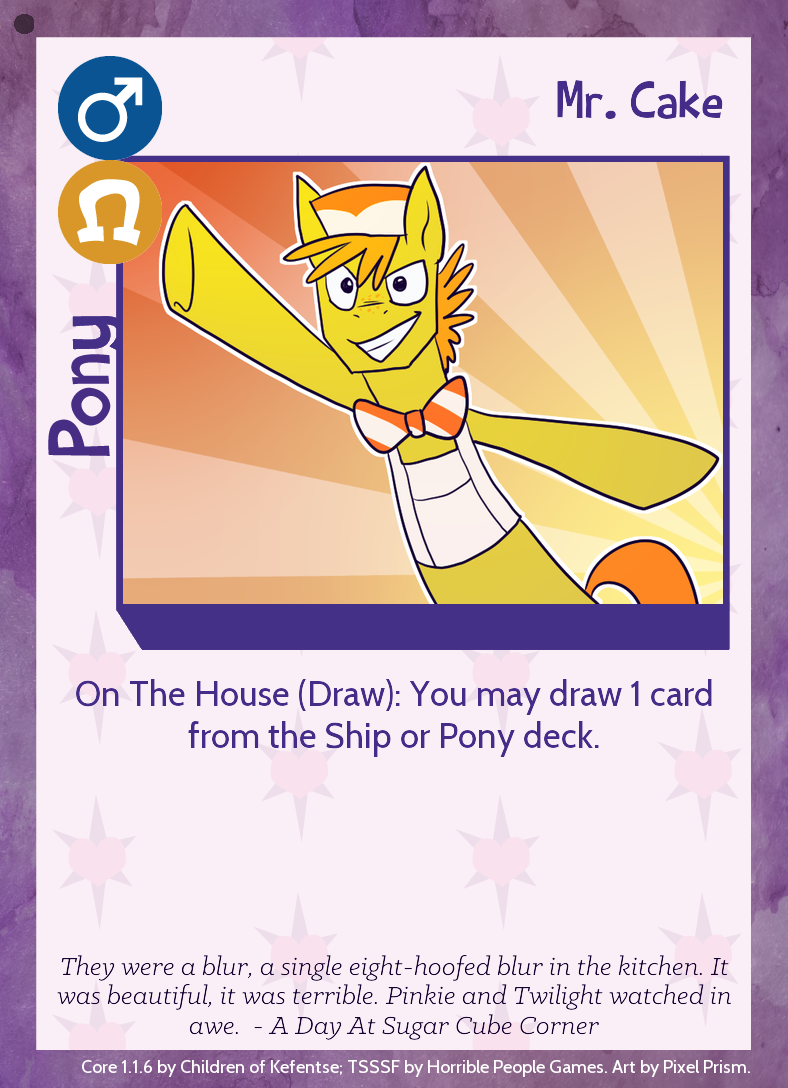 Mr. Cake
Pony
On The House (Draw): You may draw 1 card
from the Ship or Pony deck.
They were a blur, a single eight-hoofed blur in the kitchen. It
was beautiful, it was terrible. Pinkie and Twilight watched in
awe.  - A Day At Sugar Cube Corner
Core 1.1.6 by Children of Kefentse; TSSSF by Horrible People Games. Art by Pixel Prism.